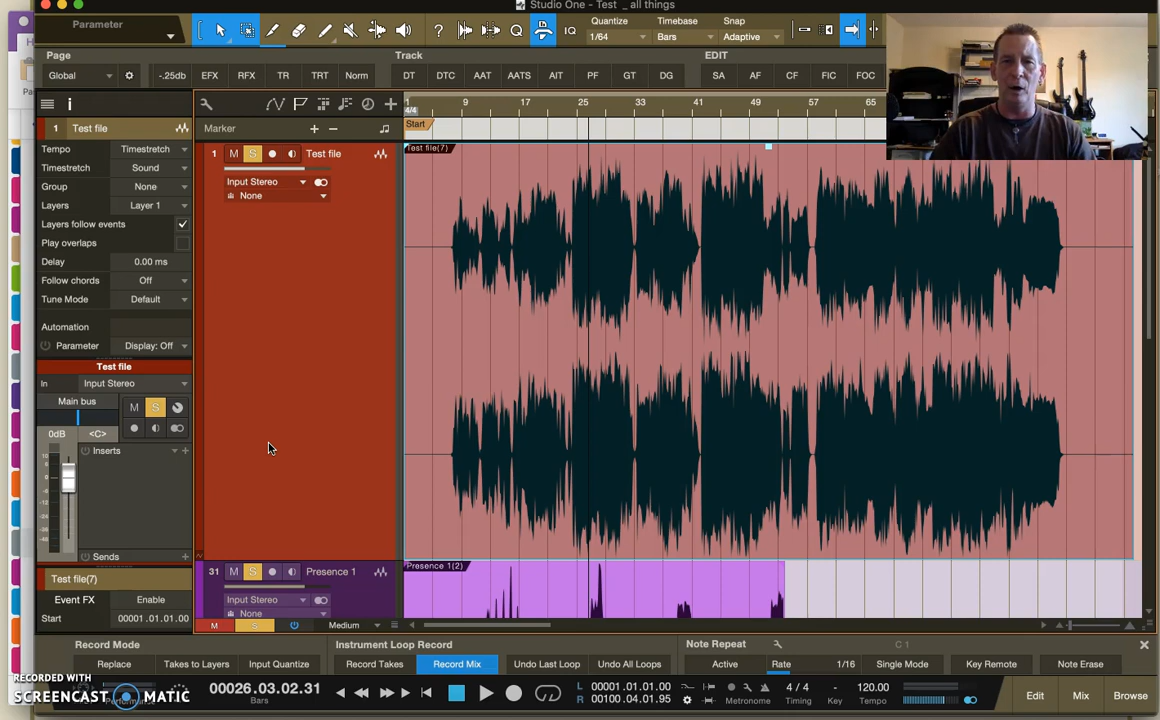 Studio One - Test _ all things
Parameter
Quantize
1/64
Timebase
Bars
Snap
Adaptive
IQ
Page
Track
EDIT
Global
-.25db
EFX
RFX
TR
TRT
Norm
DT
DTC
AAT
AATS
AIT
PF
GT
DG
SA
AF
CF
FIC
FOC
1
9
17
25
33
41
49
57
65
4/4
1 Test file
Marker
Start
Tempo Timestretch
Timestretch Sound
Group None
Layers Layer 1
Layers follow events
Play overlaps
Delay 0.00 ms
Follow chords Off
Tune Mode Default
Automation
Parameter Display: Off
Test file
In Input Stereo
Main bus
M S
0dB <C>
Inserts
Sends
Test file(7)
Event FX Enable
Start 00001.01.01.00
1 M S Test file
Input Stereo
None
Test file(7)
31 M S Presence 1
Input Stereo
None
Presence 1(2)
M S Medium
Record Mode
Replace Takes to Layers Input Quantize
Instrument Loop Record
Record Takes Record Mix Undo Last Loop Undo All Loops
Note Repeat
C 1
Active Rate 1/16 Single Mode Key Remote Note Erase
RECORDED WITH
SCREENCAST MATIC
Performance
00026.03.02.31
Bars
L 00001.01.01.00
R 00100.04.01.95
Metronome
4 / 4
Timing
-
Key
120.00
Tempo
Edit Mix Browse